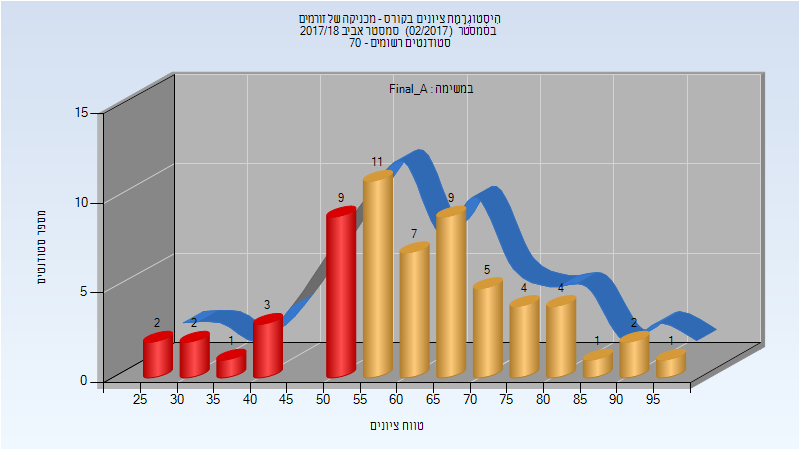 היסטוגרמת ציונים בקורס - מכניקה של זורמים
בסמסטר (02/2017) סמסטר אביב 2017/18
סטודנטים רשומים - 70
במשימה : Final_A
מספר סטודנטים
15
10
5
0
2
2
1
3
9
11
7
9
5
4
4
1
2
1
25 30 35 40 45 50 55 60 65 70 75 80 85 90 95
טווח ציונים